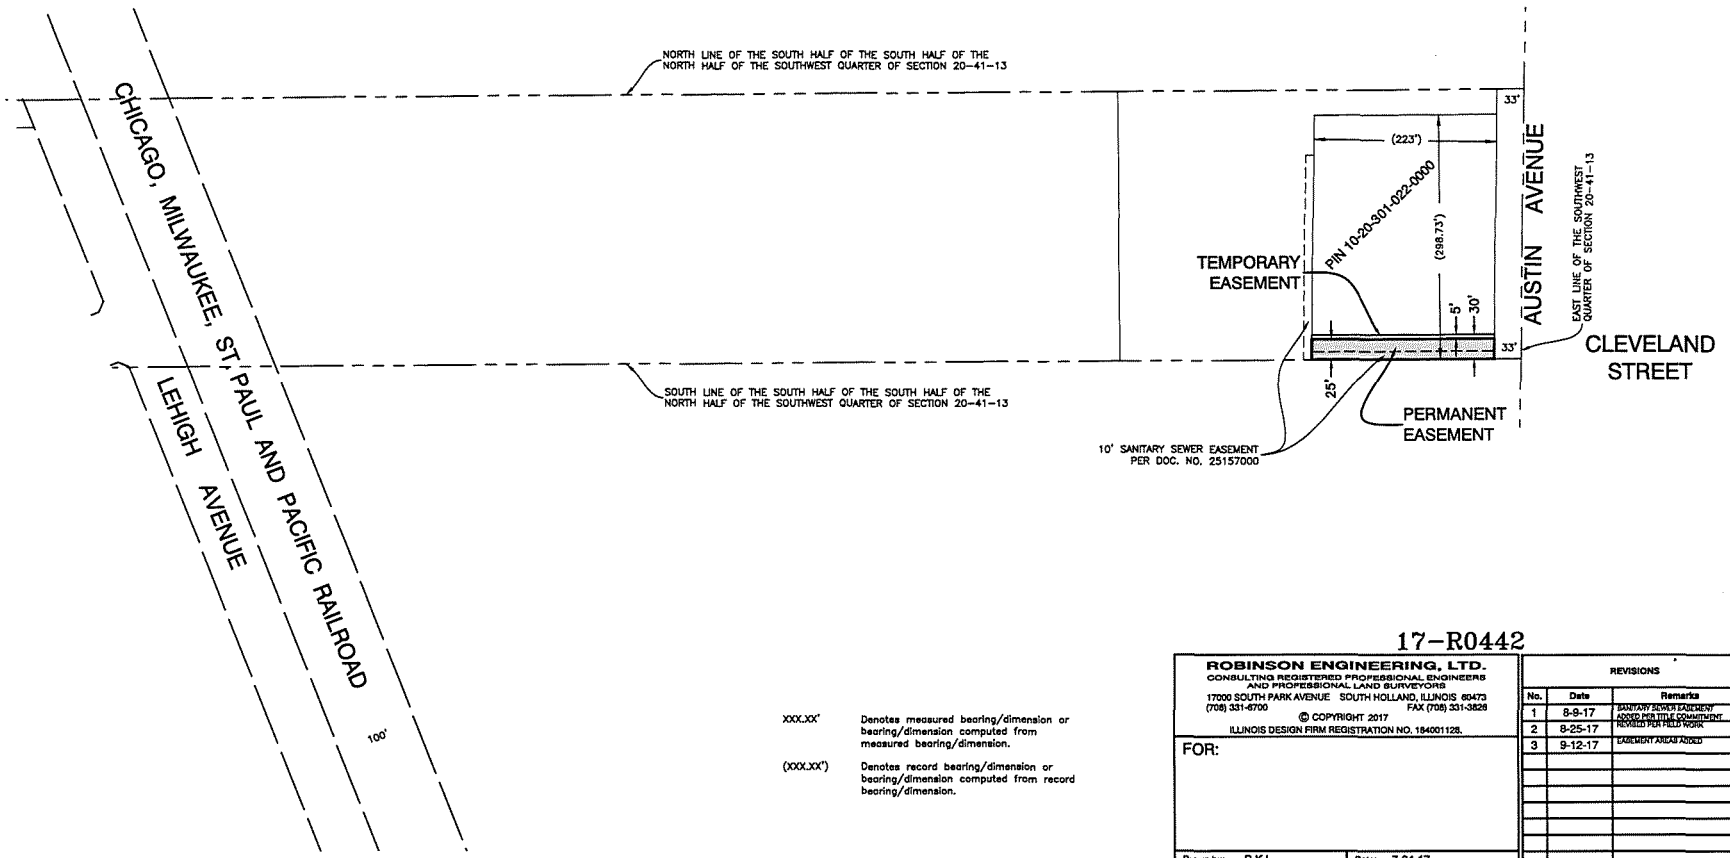 NORTH LINE OF THE SOUTH HALF OF THE SOUTH HALF OF THE
NORTH HALF OF THE SOUTHWEST QUARTER OF SECTION 20-41-13
CHICAGO, MILWAUKEE, ST. PAUL AND PACIFIC RAILROAD
100'
LEHIGH AVENUE
33'
(223')
(298.73')
PIN 10-20-301-022-0000
TEMPORARY
EASEMENT
5'
30'
33'
25'
AUSTIN AVENUE
EAST LINE OF THE SOUTHWEST
QUARTER OF SECTION 20-41-13
CLEVELAND
STREET
SOUTH LINE OF THE SOUTH HALF OF THE SOUTH HALF OF THE
NORTH HALF OF THE SOUTHWEST QUARTER OF SECTION 20-41-13
PERMANENT
EASEMENT
10' SANITARY SEWER EASEMENT
PER DOC. NO. 25157000
XXX.XX' Denotes measured bearing/dimension or
bearing/dimension computed from
measured bearing/dimension.
(XXX.XX') Denotes record bearing/dimension or
bearing/dimension computed from record
bearing/dimension.
17-R0442
ROBINSON ENGINEERING, LTD.
CONSULTING REGISTERED PROFESSIONAL ENGINEERS
AND PROFESSIONAL LAND SURVEYORS
17000 SOUTH PARK AVENUE SOUTH HOLLAND, ILLINOIS 60473
(708) 331-6700 FAX (708) 331-3826
© COPYRIGHT 2017
ILLINOIS DESIGN FIRM REGISTRATION NO. 184001128.
FOR:
REVISIONS
No. Date Remarks
1 8-9-17 SANITARY SEWER EASEMENT
ADDED PER TITLE COMMITMENT
2 8-25-17 REVISED PER FIELD WORK
3 9-12-17 EASEMENT AREAS ADDED